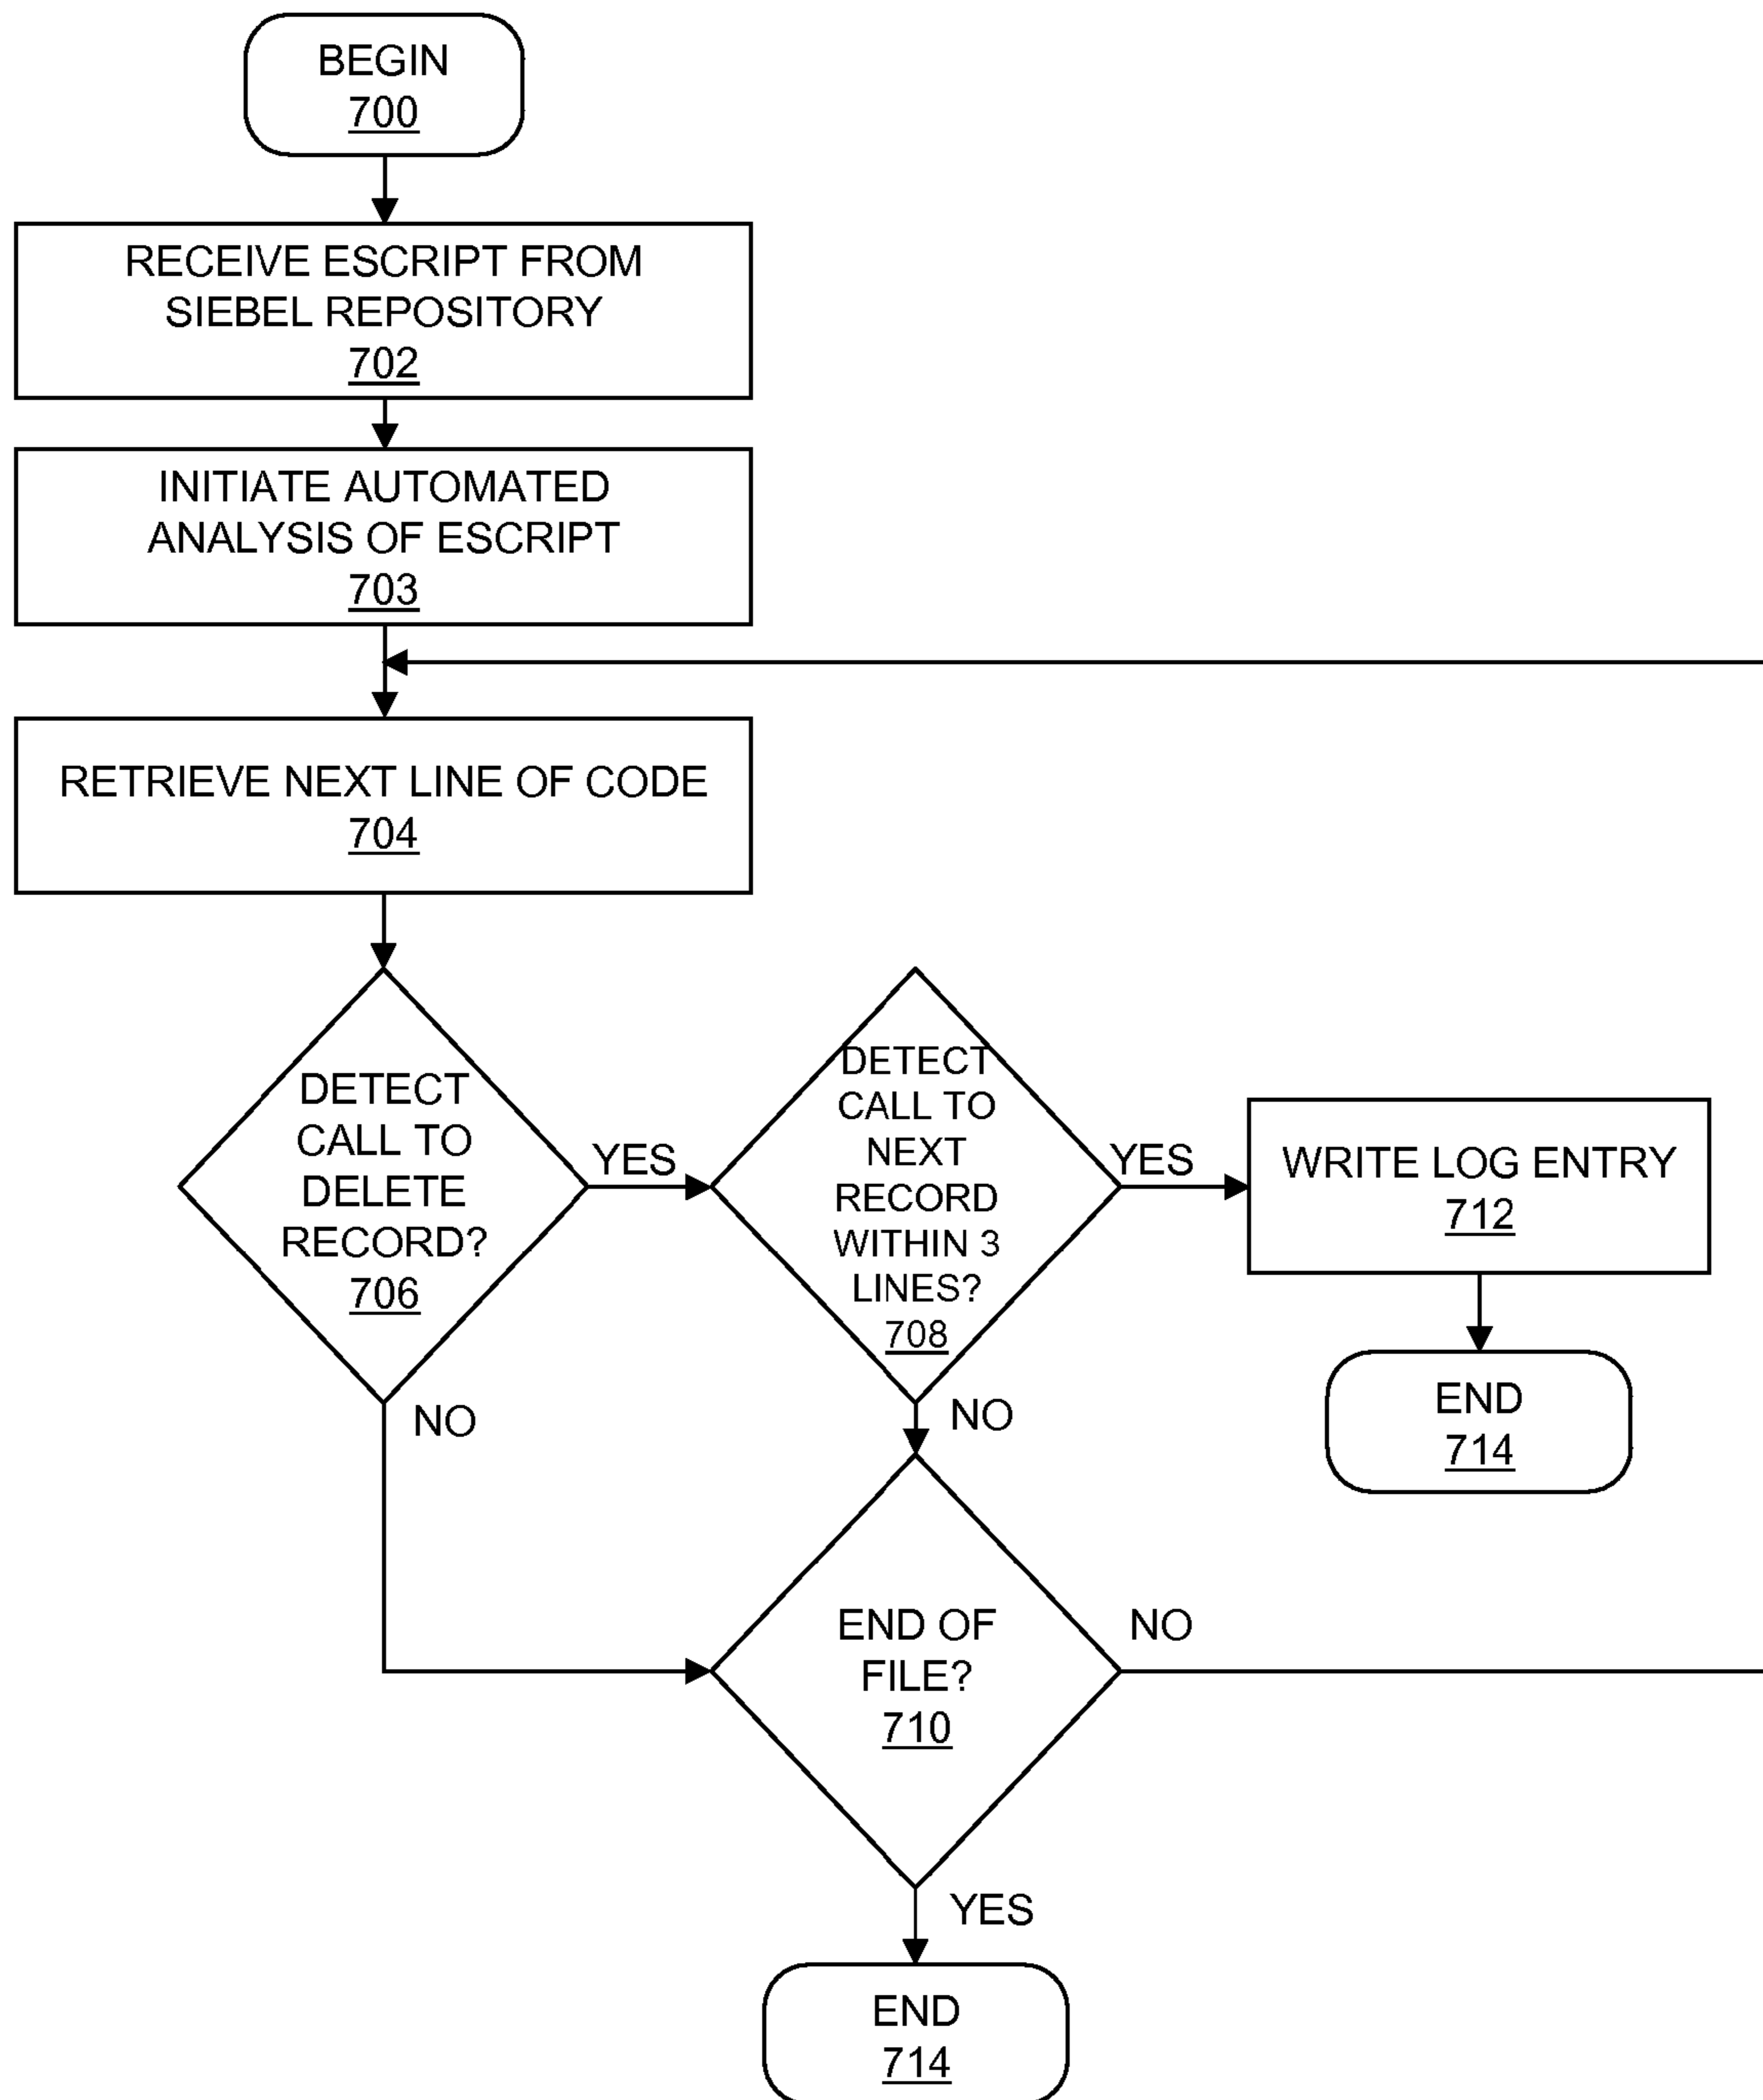 BEGIN
700
RECEIVE ESCRIPT FROM
SIEBEL REPOSITORY
702
INITIATE AUTOMATED
ANALYSIS OF ESCRIPT
703
RETRIEVE NEXT LINE OF CODE
704
DETECT
CALL TO
DELETE
RECORD?
706
YES
NO
DETECT
CALL TO
NEXT
RECORD
WITHIN 3
LINES?
708
YES
NO
WRITE LOG ENTRY
712
END
714
END OF
FILE?
710
NO
YES
END
714